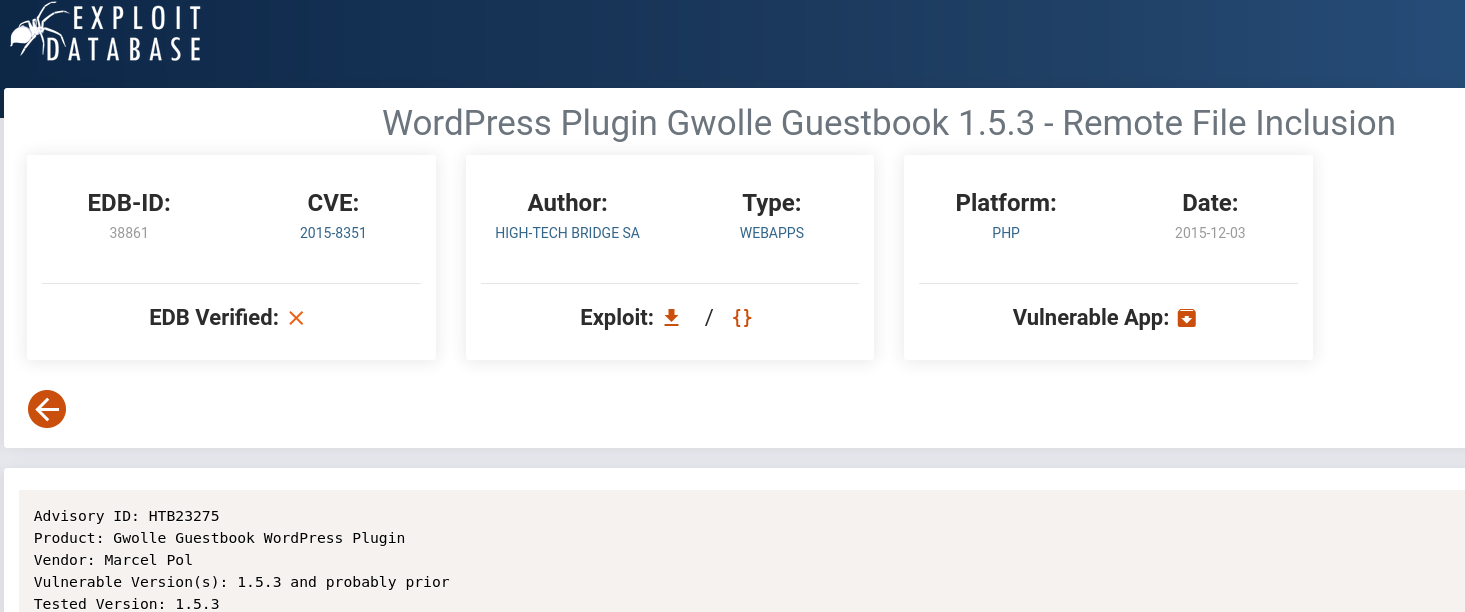 EXPLOIT
DATABASE
WordPress Plugin Gwolle Guestbook 1.5.3 - Remote File Inclusion
EDB-ID:
38861
CVE:
2015-8351
EDB Verified:
Author:
HIGH-TECH BRIDGE SA
Type:
WEBAPPS
Exploit: / {}
Platform:
PHP
Date:
2015-12-03
Vulnerable App:
Advisory ID: HTB23275
Product: Gwolle Guestbook WordPress Plugin
Vendor: Marcel Pol
Vulnerable Version(s): 1.5.3 and probably prior
Tested Version: 1.5.3